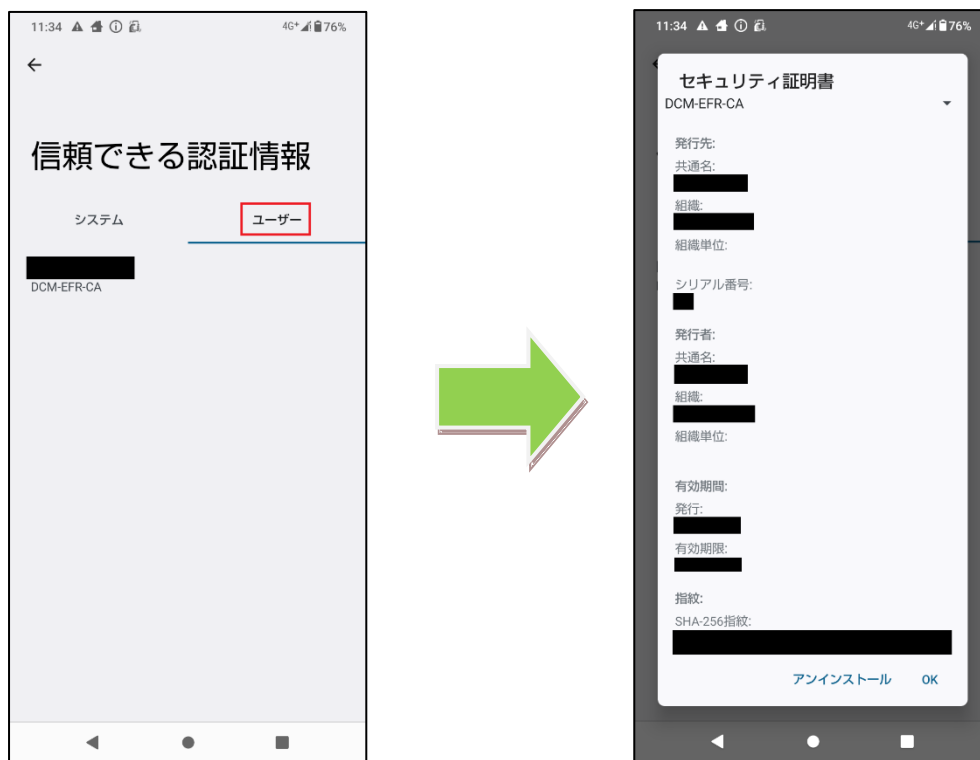 11:34
4G+
76%
信頼できる認証情報
システム
ユーザー
DCM-EFR-CA
11:34
4G+
76%
セキュリティ証明書
DCM-EFR-CA
発行先:
共通名:
組織:
組織単位:
シリアル番号:
発行者:
共通名:
組織:
組織単位:
有効期間:
発行:
有効期限:
指紋:
SHA-256指紋:
アンインストール
OK